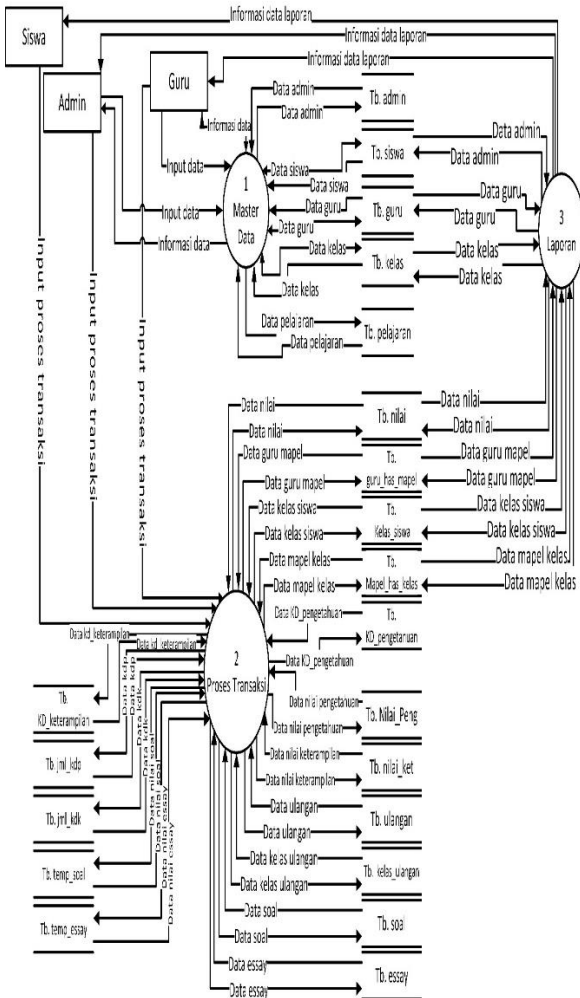 Siswa
Informasi data laporan
Informasi data laporan
Informasi data laporan
Admin
Guru
Informasi data
Input data
Input data
Informasi data
1
Master
Data
Data admin
Data admin
Tb. admin
Data siswa
Data siswa
Tb. siswa
Data guru
Data guru
Tb. guru
Data kelas
Data kelas
Tb. kelas
Data pelajaran
Data pelajaran
Tb. pelajaran
Data admin
Data admin
Data guru
Data guru
Data kelas
Data kelas
3
Laporan
Input proses transaksi
Input proses transaksi
Input proses transaksi
Data nilai
Data nilai
Tb. nilai
Data nilai
Data nilai
Data guru mapel
Data guru mapel
Tb.
guru_has_mapel
Data guru mapel
Data guru mapel
Data kelas siswa
Data kelas siswa
Tb.
Kelas_siswa
Data kelas siswa
Data kelas siswa
Data mapel kelas
Data mapel kelas
Tb.
Mapel_has_kelas
Data mapel kelas
Data mapel kelas
Data KD_pengetahuan
Data KD_pengetahuan
Tb.
KD_pengetahuan
2
Proses Transaksi
Data kd_keterampilan
Data kd_keterampilan
Tb.
KD_keterampilan
Data kdp
Data kdp
Tb. jml_kdp
Data kdk
Data kdk
Tb. jml_kdk
Data nilai soal
Data nilai soal
Tb. temp_soal
Data nilai essay
Data nilai essay
Tb. temp_essay
Data nilai pengetahuan
Data nilai pengetahuan
Tb. Nilai_Peng
Data nilai keterampilan
Data nilai keterampilan
Tb. nilai_ket
Data ulangan
Data ulangan
Tb. ulangan
Data kelas ulangan
Data kelas ulangan
Tb. kelas_ulangan
Data soal
Data soal
Tb. soal
Data essay
Data essay
Tb. essay